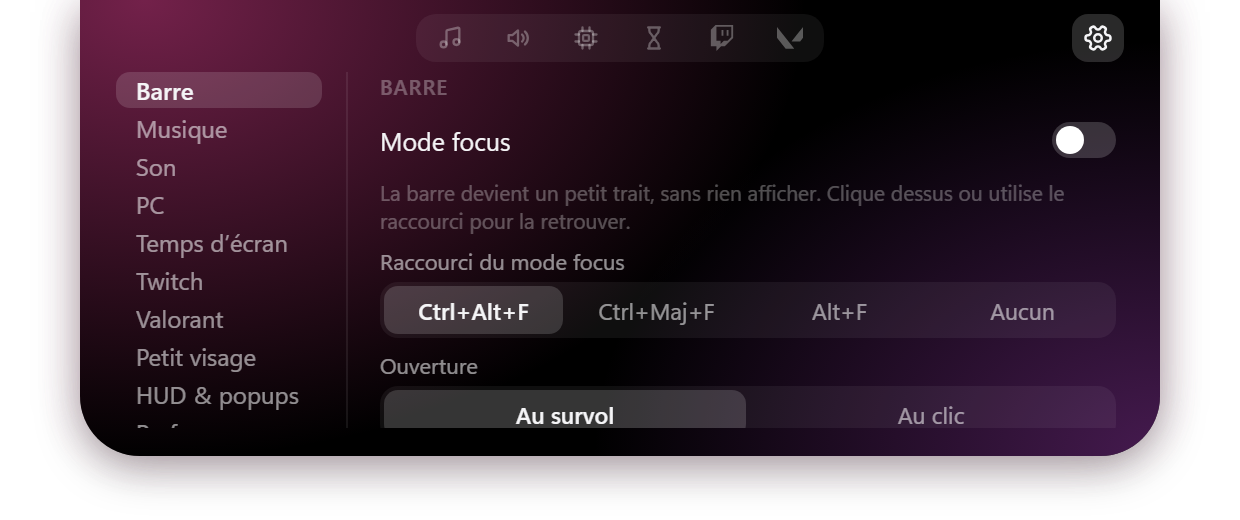 Barre
Musique
Son
PC
Temps d'écran
Twitch
Valorant
Petit visage
HUD & popups
BARRE
Mode focus
La barre devient un petit trait, sans rien afficher. Clique dessus ou utilise le
raccourci pour la retrouver.
Raccourci du mode focus
Ctrl+Alt+F
Ctrl+Maj+F
Alt+F
Aucun
Ouverture
Au survol
Au clic